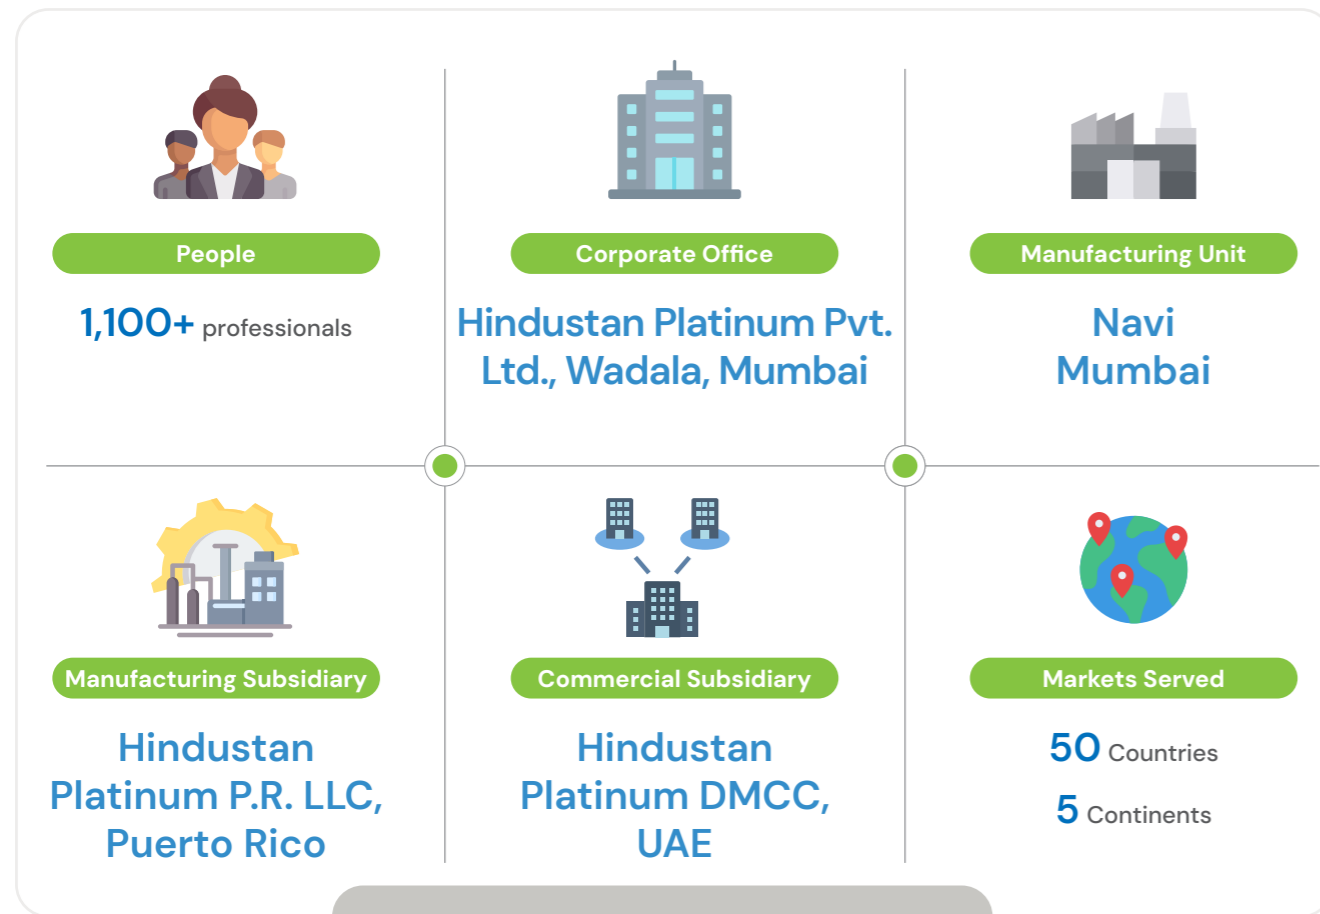 People
1,100+ professionals
Corporate Office
Hindustan Platinum Pvt.
Ltd., Wadala, Mumbai
Manufacturing Unit
Navi
Mumbai
Manufacturing Subsidiary
Hindustan
Platinum P.R. LLC,
Puerto Rico
Commercial Subsidiary
Hindustan
Platinum DMCC,
UAE
Markets Served
50 Countries
5 Continents